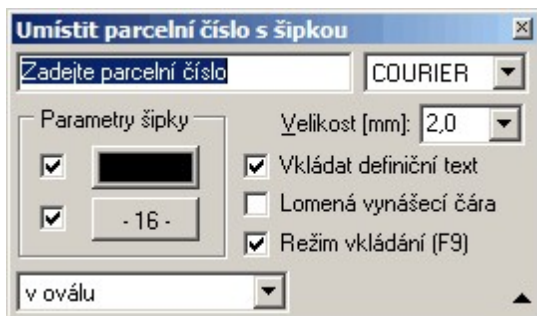 Umístit parcelní číslo s šipkou
Zadejte parcelní číslo COURIER
Parametry šipky Velikost [mm]: 2,0
Vkládat definiční text
- 16 - Lomená vynášecí čára
Režim vkládání (F9)
v oválu